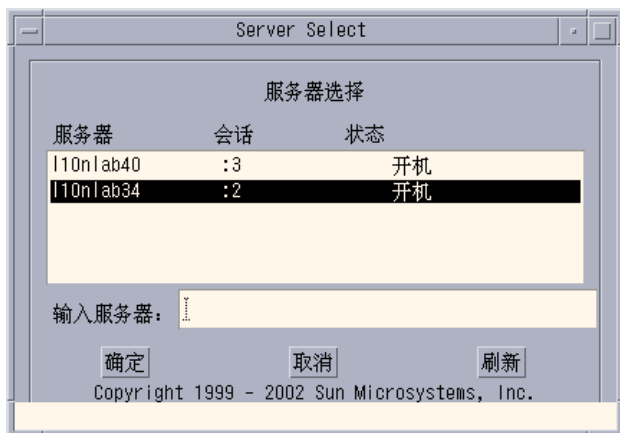 Server Select
服务器选择
服务器 会话 状态
l10nlab40 :3 开机
l10nlab34 :2 开机
输入服务器:
确定 取消 刷新
Copyright 1999 - 2002 Sun Microsystems, Inc.